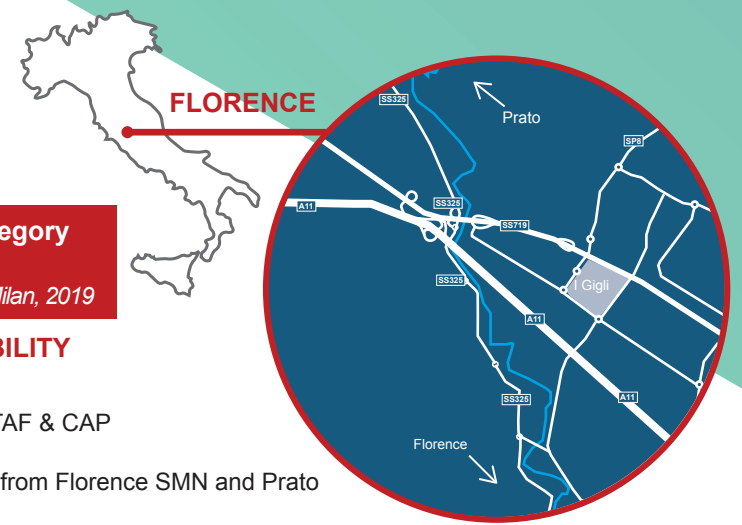 FLORENCE
SS325
Prato
SP8
A11
SS325
SS719
SS325
I Gigli
A11
SS325
A11
Florence
egory
Milan, 2019
BILITY
TAF & CAP
from Florence SMN and Prato